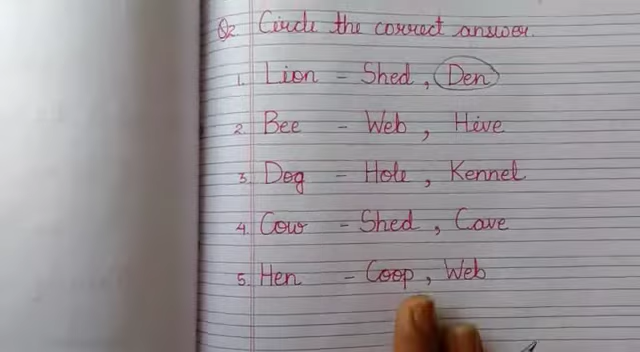 Q2 Circle the correct answer.
1. Lion - Shed, Den
2. Bee - Web, Hive
3. Dog - Hole, Kennel
4. Cow - Shed, Cave
5. Hen - Coop, Web